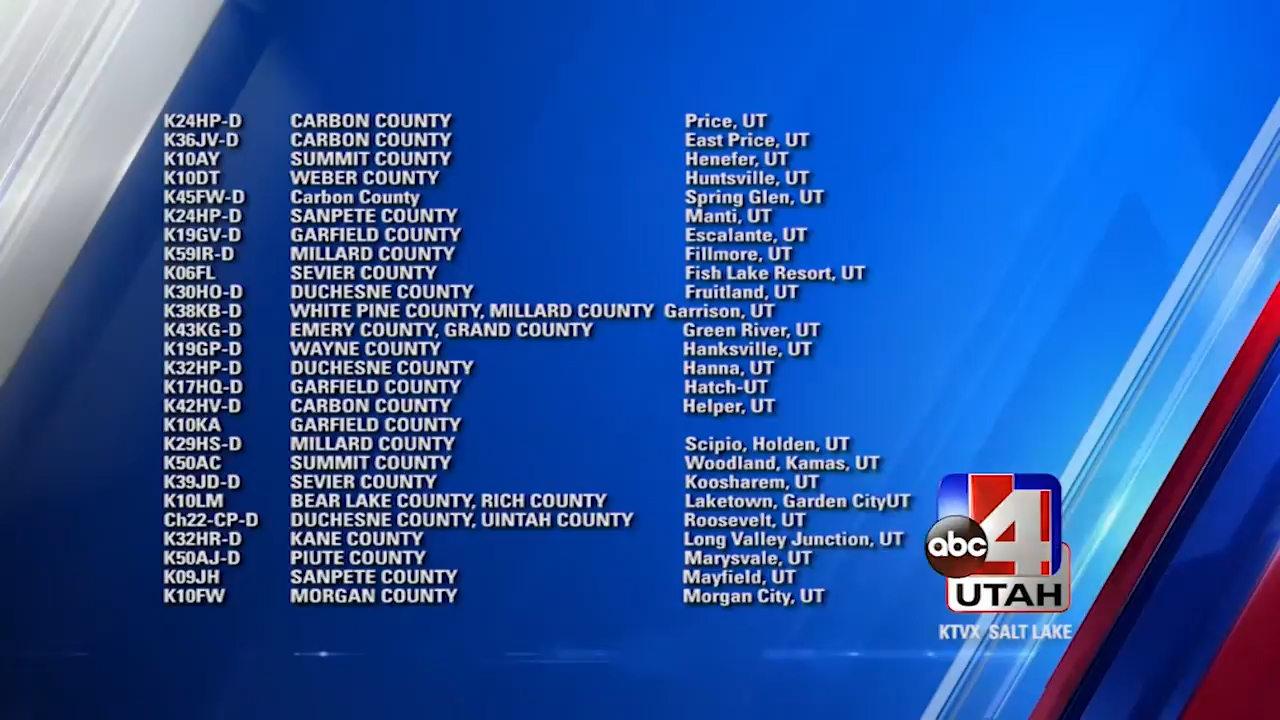 K24HP-D CARBON COUNTY Price, UT
K36JV-D CARBON COUNTY East Price, UT
K10AY SUMMIT COUNTY Henefer, UT
K10DT WEBER COUNTY Huntsville, UT
K45FW-D Carbon County Spring Glen, UT
K24HP-D SANPETE COUNTY Manti, UT
K19GV-D GARFIELD COUNTY Escalante, UT
K59IR-D MILLARD COUNTY Fillmore, UT
K06FL SEVIER COUNTY Fish Lake Resort, UT
K30HO-D DUCHESNE COUNTY Fruitland, UT
K38KB-D WHITE PINE COUNTY, MILLARD COUNTY Garrison, UT
K43KG-D EMERY COUNTY, GRAND COUNTY Green River, UT
K19GP-D WAYNE COUNTY Hanksville, UT
K32HP-D DUCHESNE COUNTY Hanna, UT
K17HQ-D GARFIELD COUNTY Hatch-UT
K42HV-D CARBON COUNTY Helper, UT
K10KA GARFIELD COUNTY
K29HS-D MILLARD COUNTY Scipio, Holden, UT
K50AC SUMMIT COUNTY Woodland, Kamas, UT
K39JD-D SEVIER COUNTY Koosharem, UT
K10LM BEAR LAKE COUNTY, RICH COUNTY Laketown, Garden CityUT
Ch22-CP-D DUCHESNE COUNTY, UINTAH COUNTY Roosevelt, UT
K32HR-D KANE COUNTY Long Valley Junction, UT
K50AJ-D PIUTE COUNTY Marysvale, UT
K09JH SANPETE COUNTY Mayfield, UT
K10FW MORGAN COUNTY Morgan City, UT
abc 4
UTAH
KTVX SALT LAKE